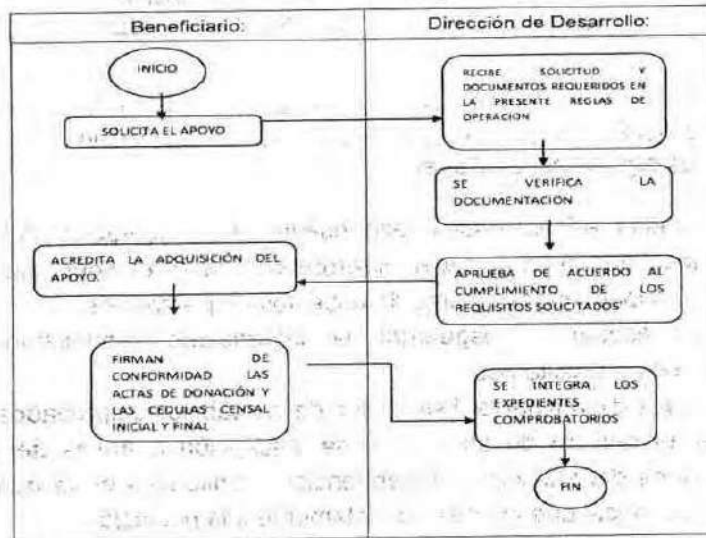 Beneficiario:
Dirección de Desarrollo:
INICIO
SOLICITA EL APOYO
RECIBE SOLICITUD Y
DOCUMENTOS REQUERIDOS EN
LA PRESENTE REGLAS DE
OPERACION
SE VERIFICA LA
DOCUMENTACION
APRUEBA DE ACUERDO AL
CUMPLIMIENTO DE LOS
REQUISITOS SOLICITADOS
ACREDITA LA ADQUISICIÓN DEL
APOYO.
FIRMAN DE
CONFORMIDAD LAS
ACTAS DE DONACIÓN Y
LAS CEDULAS CENSAL
INICIAL Y FINAL
SE INTEGRA LOS
EXPEDIENTES
COMPROBATORIOS
FIN